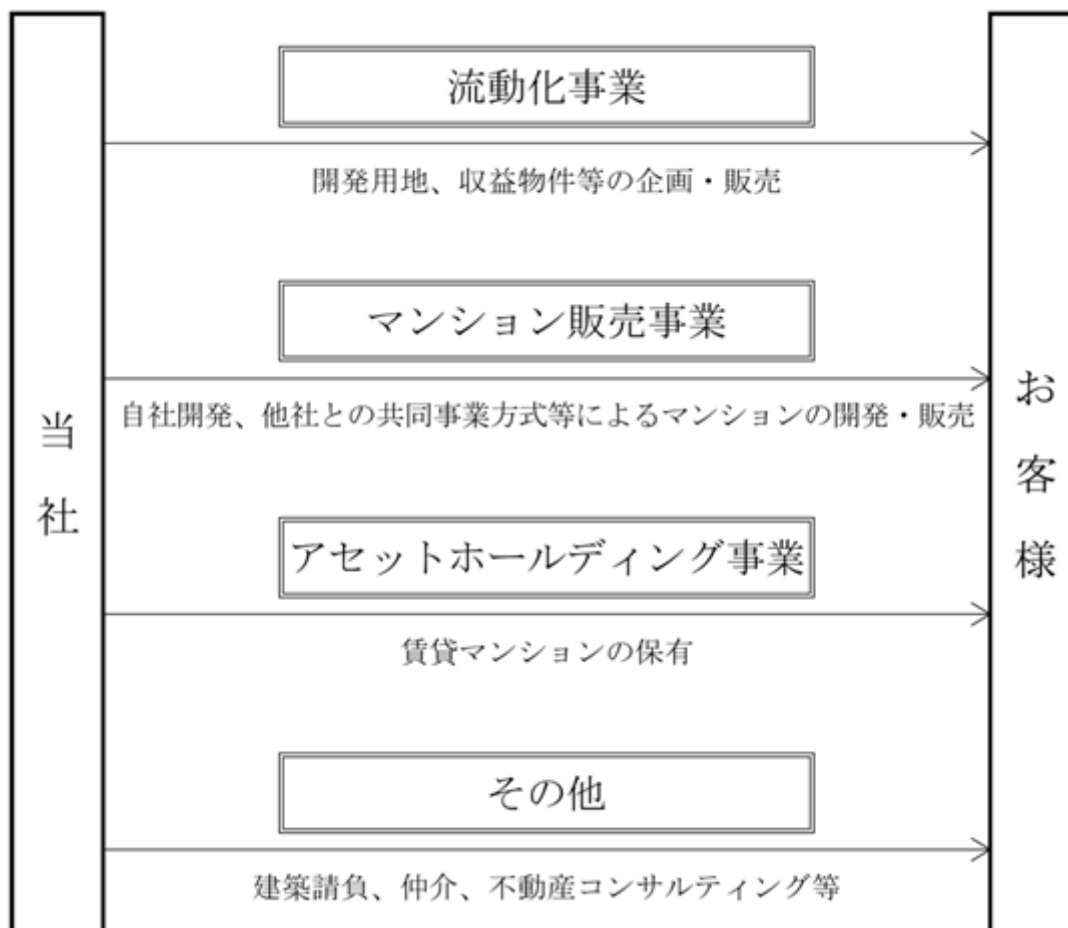 当社
流動化事業
開発用地、収益物件等の企画・販売
マンション販売事業
自社開発、他社との共同事業方式等によるマンションの開発・販売
アセットホールディング事業
賃貸マンションの保有
その他
建築請負、仲介、不動産コンサルティング等
お客様